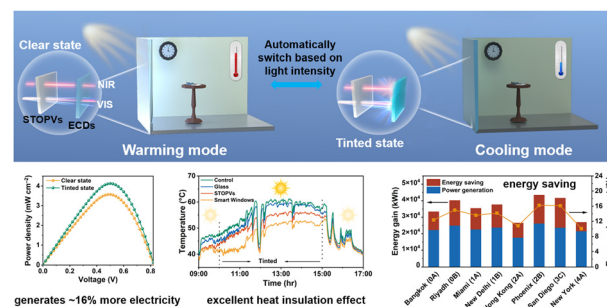 Clear state
NIR
VIS
STOPVs
ECDs
Warming mode
Automatically
switch based on
light intensity
Tinted state
Cooling mode
Power density (mW cm⁻²)
4
3
2
1
0
Clear state
Tinted state
0.0 0.2 0.4 0.6 0.8
Voltage (V)
generates ~16% more electricity
Temperature (°C)
70
60
50
40
30
Control
Glass
STOPVs
Smart Windows
Tinted
09:00 11:00 13:00 15:00 17:00
Time (hr)
excellent heat insulation effect
Energy gain (kWh)
5×10⁴
4×10⁴
3×10⁴
2×10⁴
1×10⁴
0
Energy saving
Power generation
energy saving
24
20
16
12
8
4
0
Bangkok (0A)
Riyadh (0B)
Miami (1A)
New Delhi (1B)
Hong Kong (2A)
Phoenix (2B)
San Diego (3C)
New York (4A)